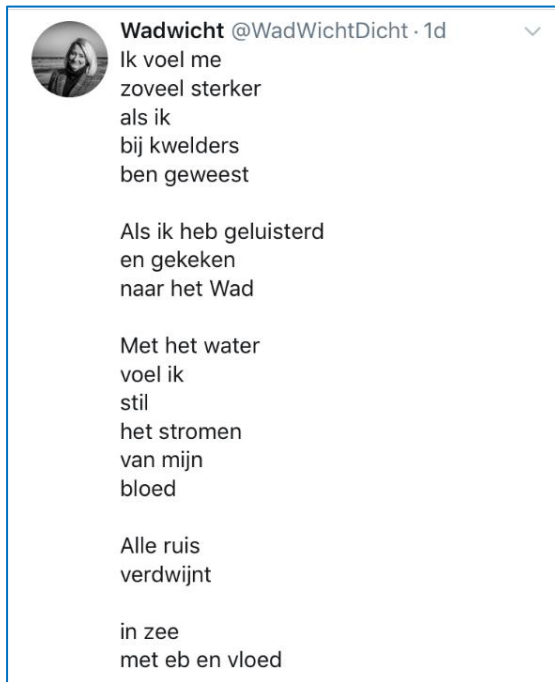 Wadwicht @WadWichtDicht · 1d
Ik voel me
zoveel sterker
als ik
bij kwelders
ben geweest
Als ik heb geluisterd
en gekeken
naar het Wad
Met het water
voel ik
stil
het stromen
van mijn
bloed
Alle ruis
verdwijnt
in zee
met eb en vloed